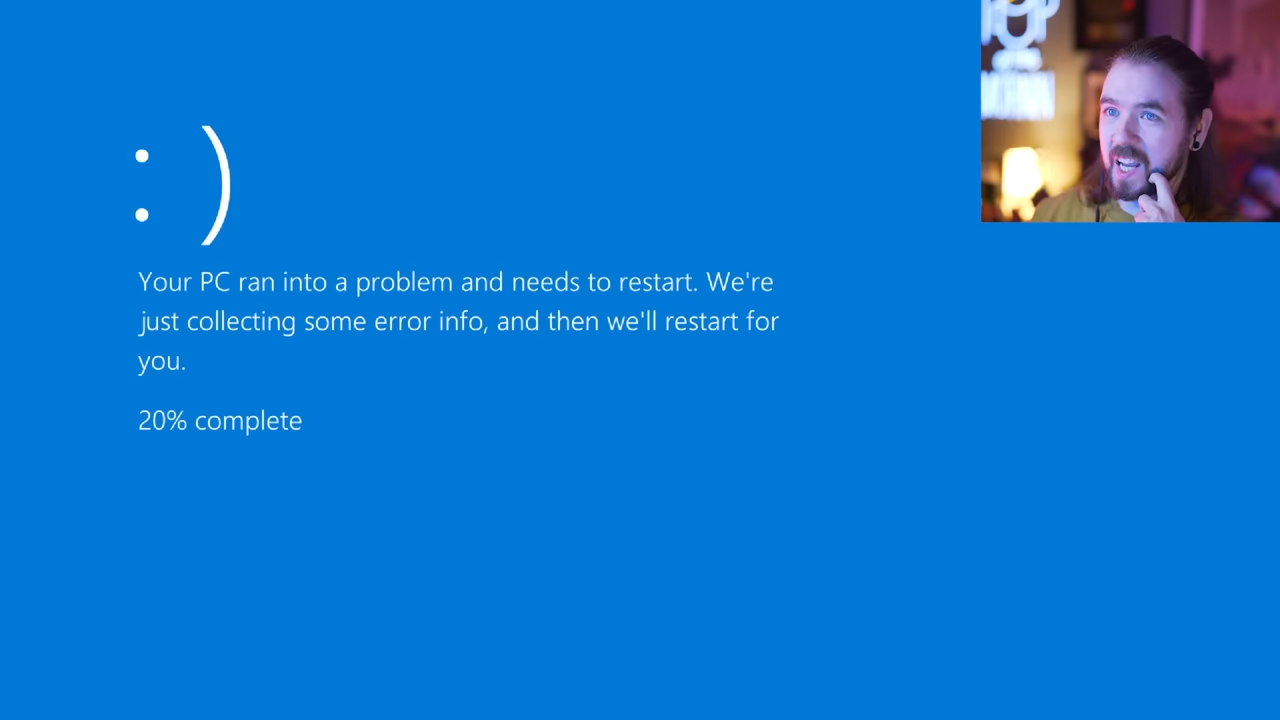 : )
Your PC ran into a problem and needs to restart. We're
just collecting some error info, and then we'll restart for
you.
20% complete